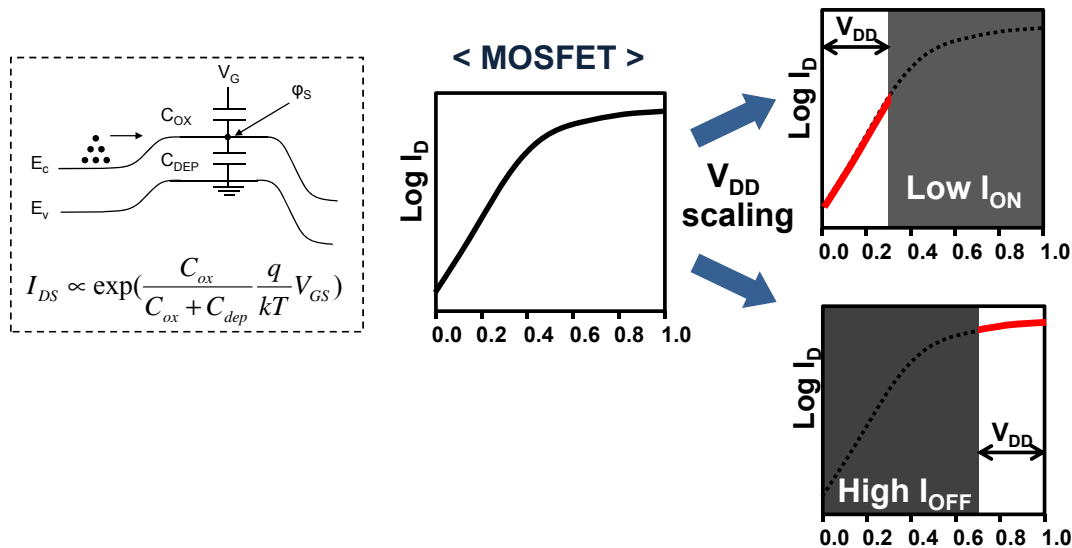 V_G
φ_S
C_OX
E_c
C_DEP
E_v
I_DS ∝ exp(C_ox / (C_ox + C_dep) q / kT V_GS)
< MOSFET >
Log I_D
0.0 0.2 0.4 0.6 0.8 1.0
V_DD
scaling
V_DD
Log I_D
Low I_ON
0.0 0.2 0.4 0.6 0.8 1.0
Log I_D
V_DD
High I_OFF
0.0 0.2 0.4 0.6 0.8 1.0